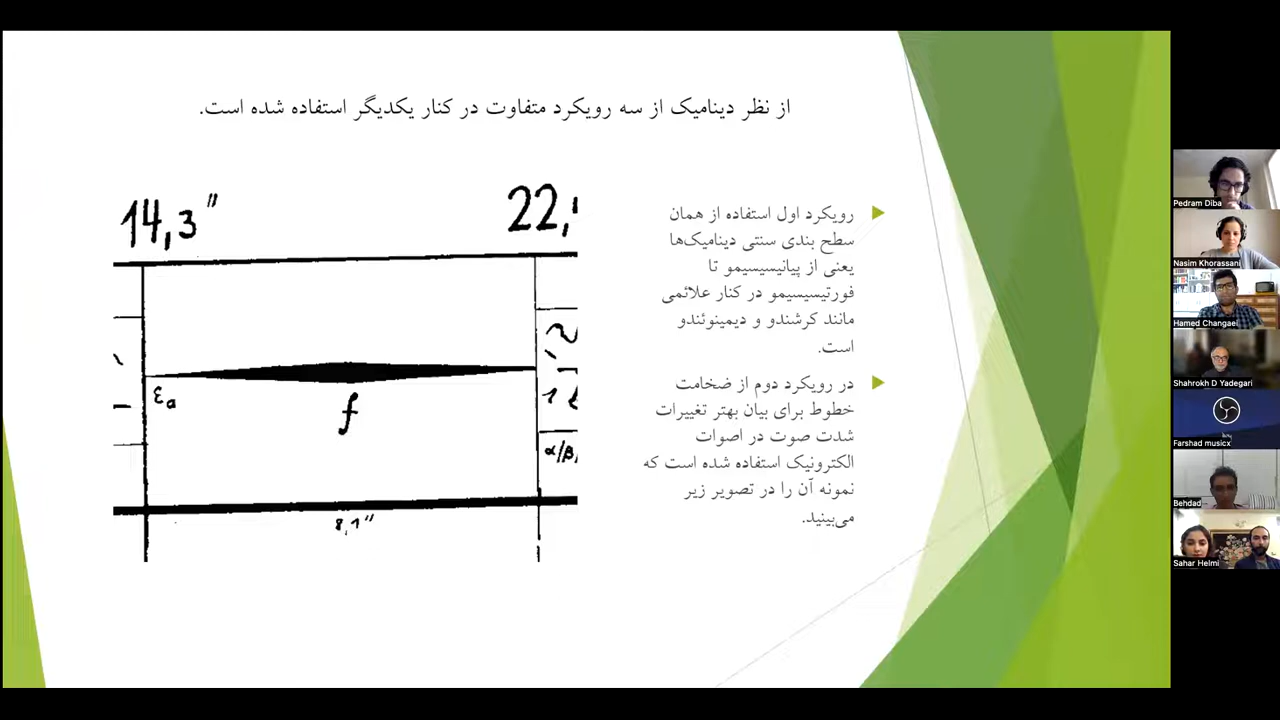 از نظر دینامیک از سه رویکرد متفاوت در کنار یکدیگر استفاده شده است.
رویکرد اول استفاده از همان
سطح بندی سنتی دینامیک‌ها
یعنی از پیانیسیسیمو تا
فورتیسیسیمو در کنار علائمی
مانند کرشندو و دیمینوئندو
است.
در رویکرد دوم از ضخامت
خطوط برای بیان بهتر تغییرات
شدت صوت در اصوات
الکترونیک استفاده شده است که
نمونه آن را در تصویر زیر
می‌بینید.
14,3"
22,
εa
f
α/β
8,1"
Pedram Diba
Nasim Khorassani
Hamed Changaei
Shahrokh D Yadegari
Farshad musicx
Behdad
Sahar Helmi